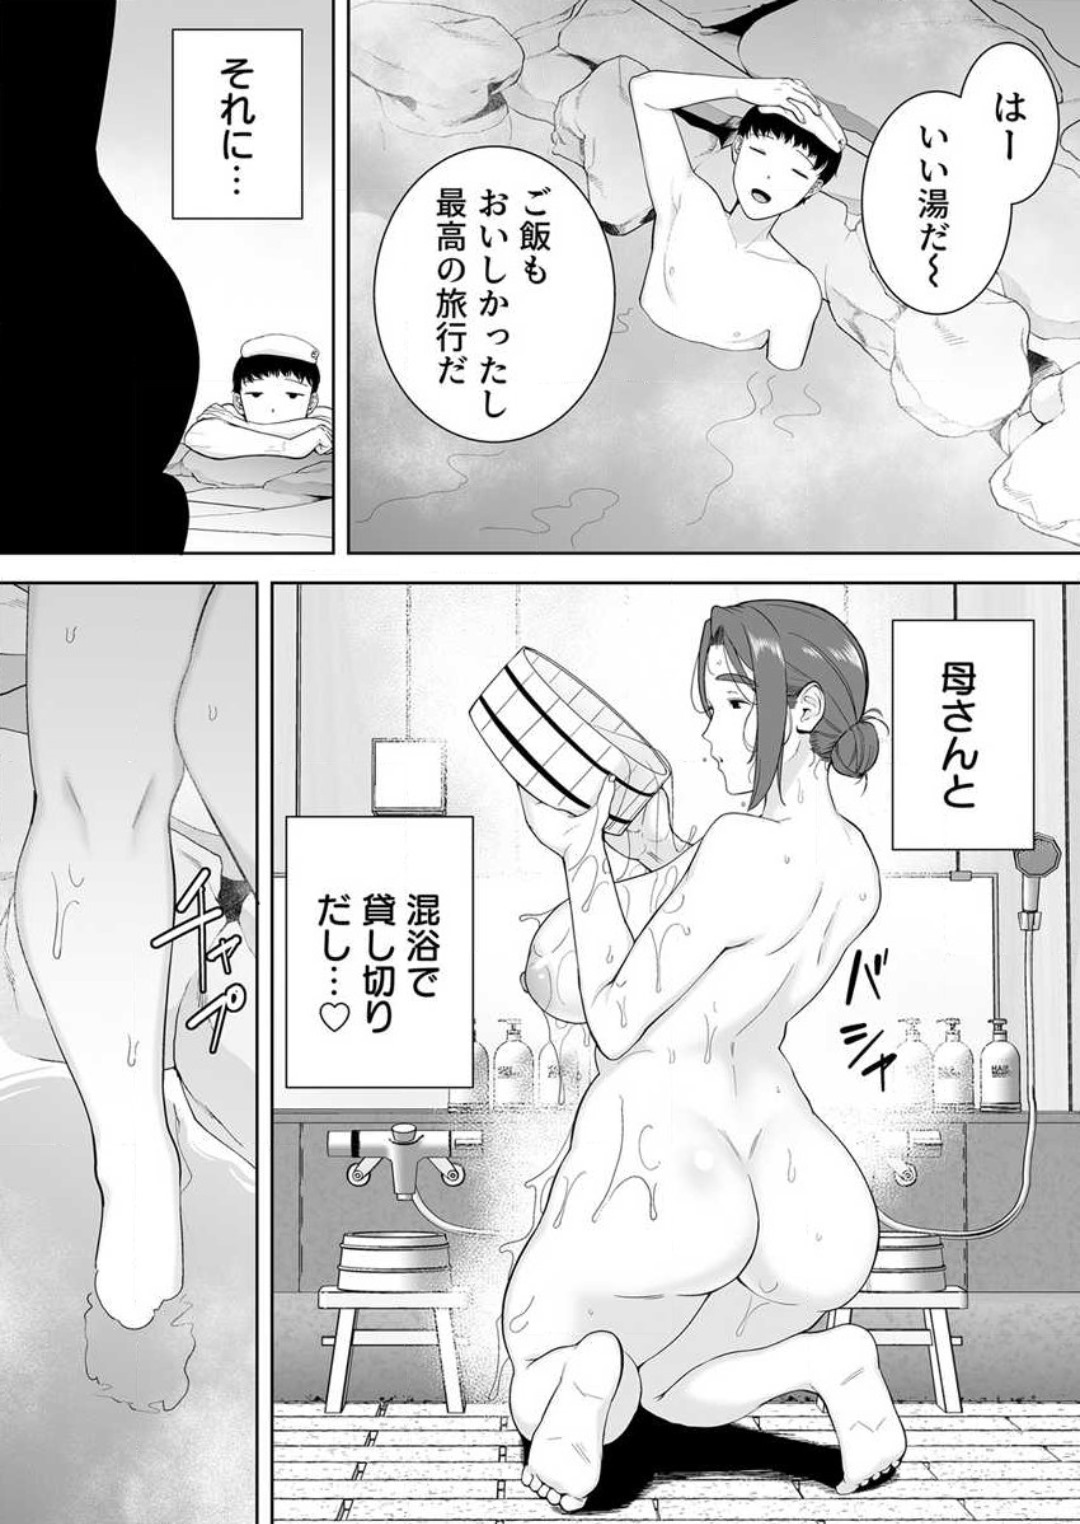 はー
いい湯だ〜
ご飯も
おいしかったし
最高の旅行だ
それに…
母さんと
バシャ
混浴で
貸し切り
だし…♡
チャプ